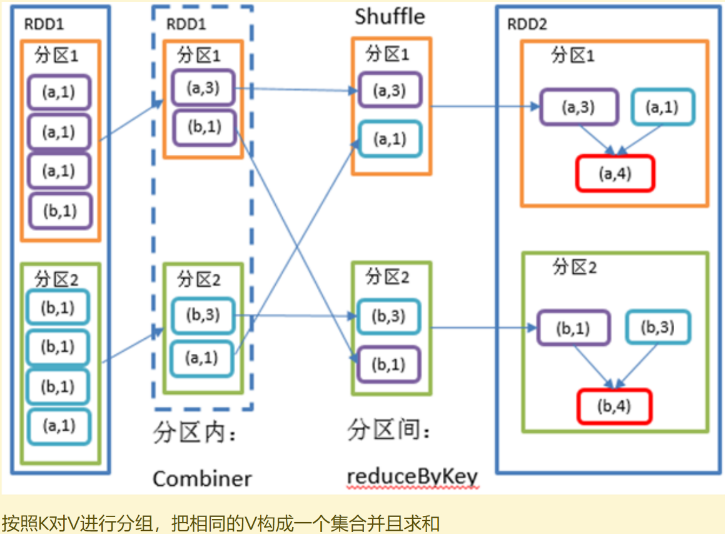 RDD1
分区1
(a,1)
(a,1)
(a,1)
(b,1)
分区2
(b,1)
(b,1)
(b,1)
(a,1)
RDD1
分区1
(a,3)
(b,1)
分区2
(b,3)
(a,1)
分区内：
Combiner
Shuffle
分区1
(a,3)
(a,1)
分区2
(b,3)
(b,1)
分区间：
reduceByKey
RDD2
分区1
(a,3)
(a,1)
(a,4)
分区2
(b,1)
(b,3)
(b,4)
按照K对V进行分组，把相同的V构成一个集合并且求和